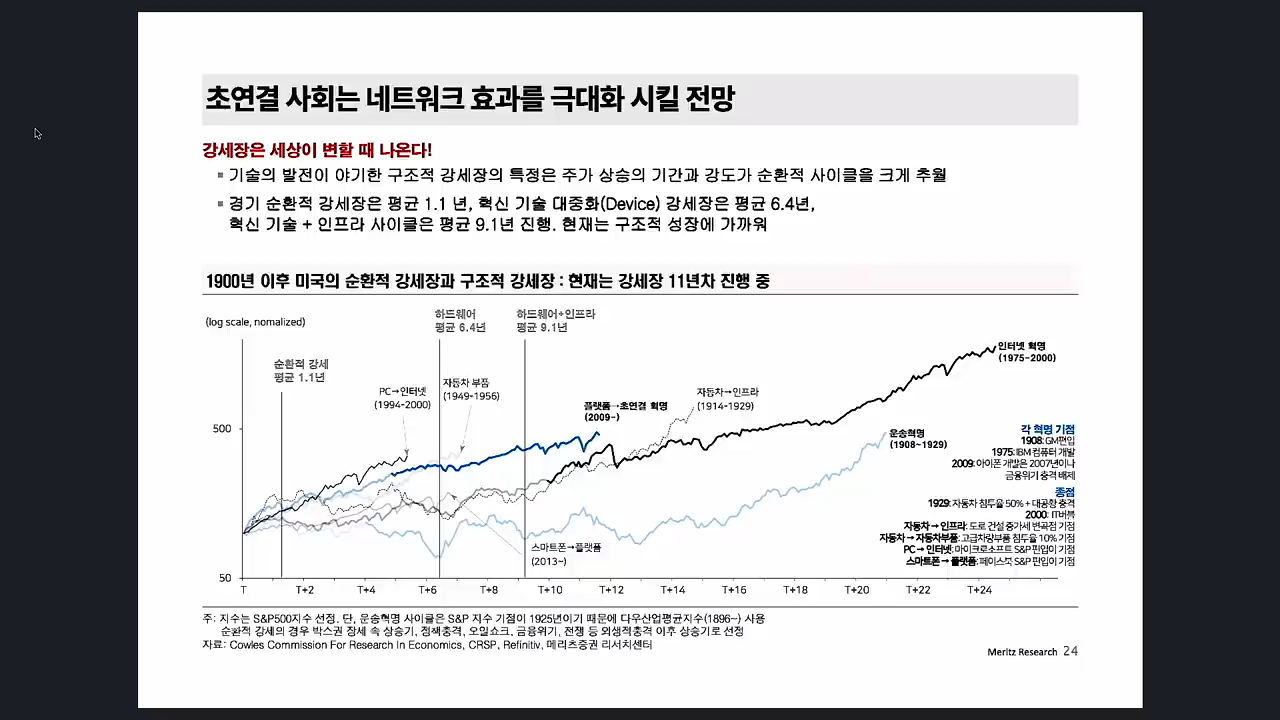 초연결 사회는 네트워크 효과를 극대화 시킬 전망
강세장은 세상이 변할 때 나온다!
기술의 발전이 야기한 구조적 강세장의 특정은 주가 상승의 기간과 강도가 순환적 사이클을 크게 추월
경기 순환적 강세장은 평균 1.1 년, 혁신 기술 대중화(Device) 강세장은 평균 6.4년,
혁신 기술 + 인프라 사이클은 평균 9.1년 진행. 현재는 구조적 성장에 가까워
1900년 이후 미국의 순환적 강세장과 구조적 강세장 : 현재는 강세장 11년차 진행 중
(log scale, nomalized)
순환적 강세
평균 1.1년
하드웨어
평균 6.4년
하드웨어+인프라
평균 9.1년
PC→인터넷
(1994-2000)
자동차 부품
(1949-1956)
플랫폼→초연결 혁명
(2009-)
자동차→인프라
(1914-1929)
인터넷 혁명
(1975-2000)
운송혁명
(1908~1929)
스마트폰→플랫폼
(2013~)
각 혁명 기점
1908: GM편입
1975: IBM 컴퓨터 개발
2009: 아이폰 개발은 2007년이나
금융위기 충격 배제
종점
1929: 자동차 침투율 50% + 대공황 충격
2000: IT버블
자동차 → 인프라: 도로 건설 증가세 변곡점 기점
자동차 → 자동차부품: 고급차량부품 침투율 10% 기점
PC → 인터넷: 마이크로소프트 S&P 편입이 기점
스마트폰 → 플랫폼: 페이스북 S&P 편입이 기점
500
50
T T+2 T+4 T+6 T+8 T+10 T+12 T+14 T+16 T+18 T+20 T+22 T+24
주: 지수는 S&P500지수 선정. 단, 운송혁명 사이클은 S&P 지수 기점이 1925년이기 때문에 다우산업평균지수(1896~) 사용
순환적 강세의 경우 박스권 장세 속 상승기, 정책충격, 오일쇼크, 금융위기, 전쟁 등 외생적충격 이후 상승기로 선정
자료: Cowles Commission For Research In Economics, CRSP, Refinitiv, 메리츠증권 리서치센터
Meritz Research 24